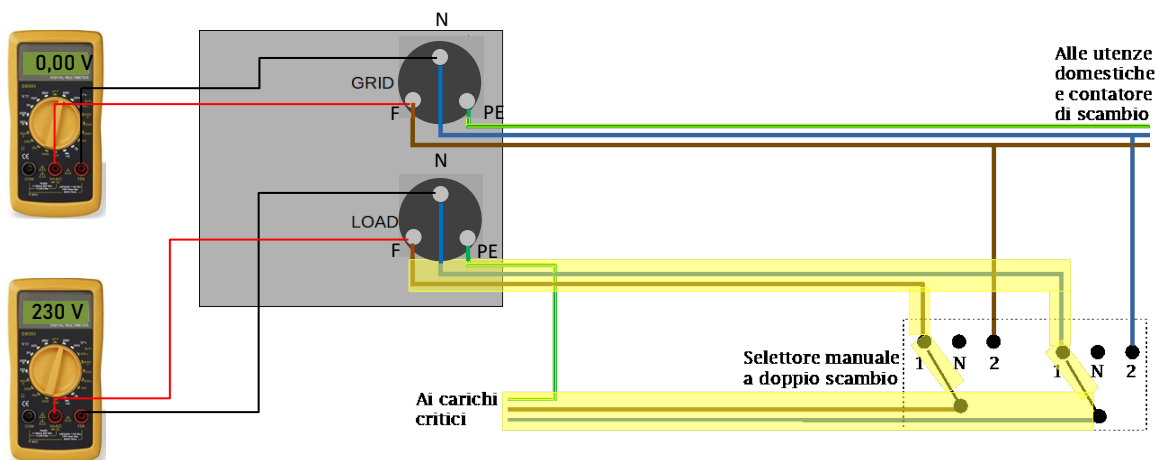 N
0,00 V
GRID
F
PE
Alle utenze
domestiche
e contatore
di scambio
N
LOAD
F
PE
230 V
Selettore manuale
a doppio scambio
1
N
2
1
N
2
Ai carichi
critici